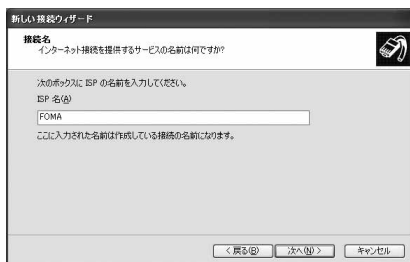 新しい接続ウィザード
接続名
インターネット接続を提供するサービスの名前は何ですか?
次のボックスに ISP の名前を入力してください。
ISP 名(A)
FOMA
ここに入力された名前は作成している接続の名前になります。
< 戻る(B)
次へ(N) >
キャンセル